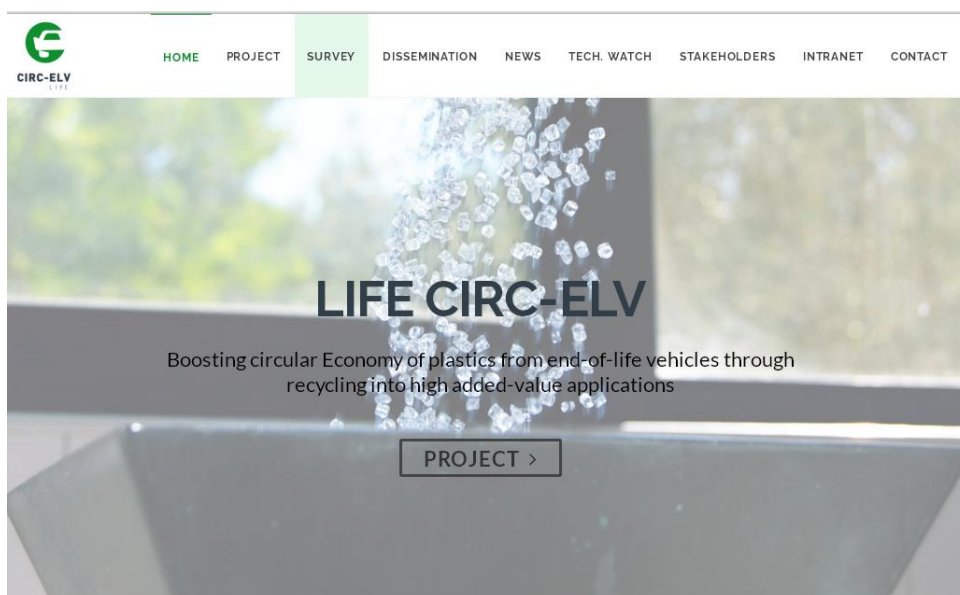 CIRC-ELV
LIFE
HOME PROJECT SURVEY DISSEMINATION NEWS TECH. WATCH STAKEHOLDERS INTRANET CONTACT
LIFE CIRC-ELV
Boosting circular Economy of plastics from end-of-life vehicles through
recycling into high added-value applications
PROJECT >